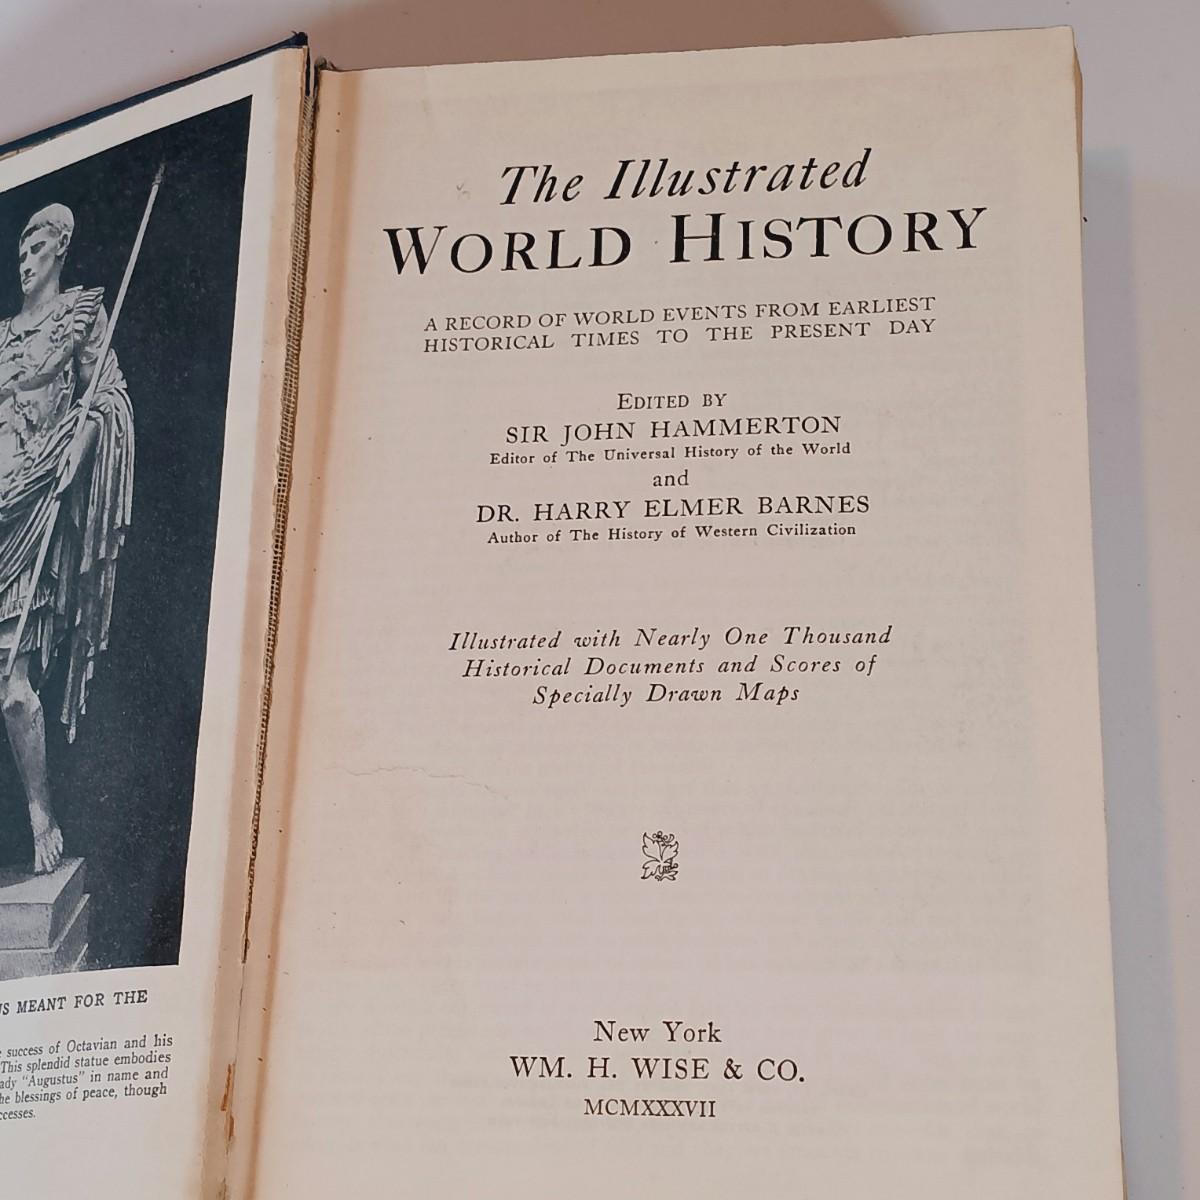 The Illustrated
WORLD HISTORY
A RECORD OF WORLD EVENTS FROM EARLIEST
HISTORICAL TIMES TO THE PRESENT DAY
EDITED BY
SIR JOHN HAMMERTON
Editor of The Universal History of the World
and
DR. HARRY ELMER BARNES
Author of The History of Western Civilization
Illustrated with Nearly One Thousand
Historical Documents and Scores of
Specially Drawn Maps
New York
WM. H. WISE & CO.
MCMXXXVII
MEANT FOR THE
success of Octavian and his
This splendid statue embodies
"Augustus" in name and
blessings of peace, though